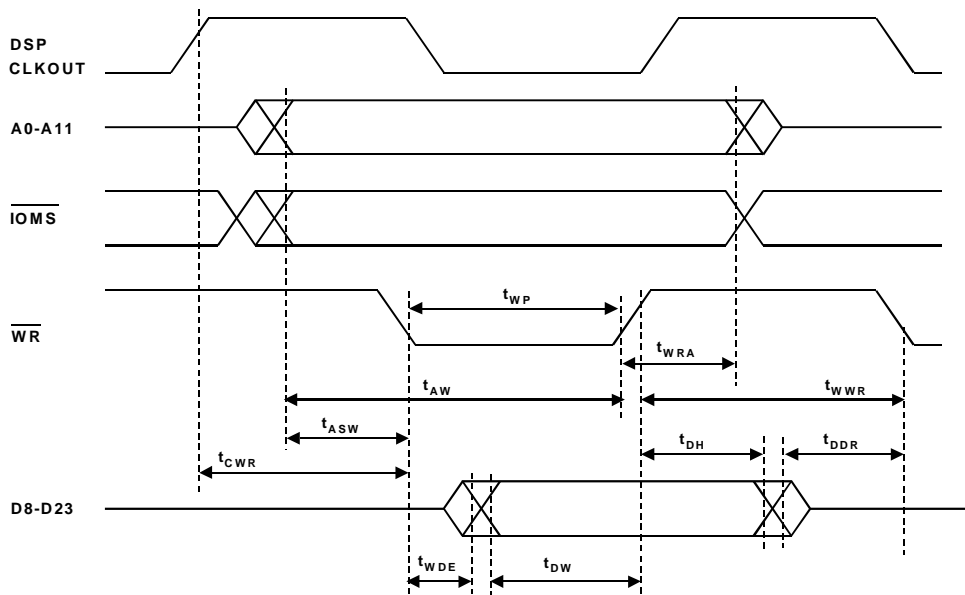 DSP
CLKOUT
A0-A11
IOMS
WR
tWP
tWRA
tAW
tWWR
tASW
tDH
tDDR
tCWR
D8-D23
tWDE
tDW